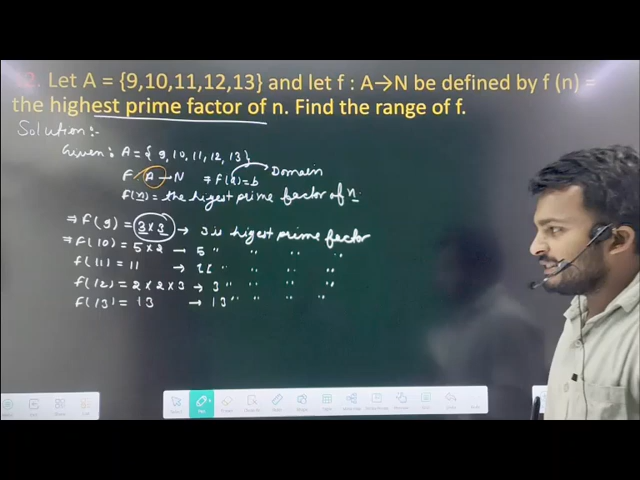 12. Let A = {9,10,11,12,13} and let f : A→N be defined by f (n) =
the highest prime factor of n. Find the range of f.
Solution:-
Given: A = { 9, 10, 11, 12, 13}
F A → N ⇒ F(a) = b Domain
F(n) = the higest prime factor of n.
⇒ F(9) = 3 × 3 → 3 is higest prime factor
⇒ F(10) = 5 × 2 → 5 " " " "
f(11) = 11 → 11 " " " "
f(12) = 2 × 2 × 3 → 3 " " " "
f(13) = 13 → 13 " " " "